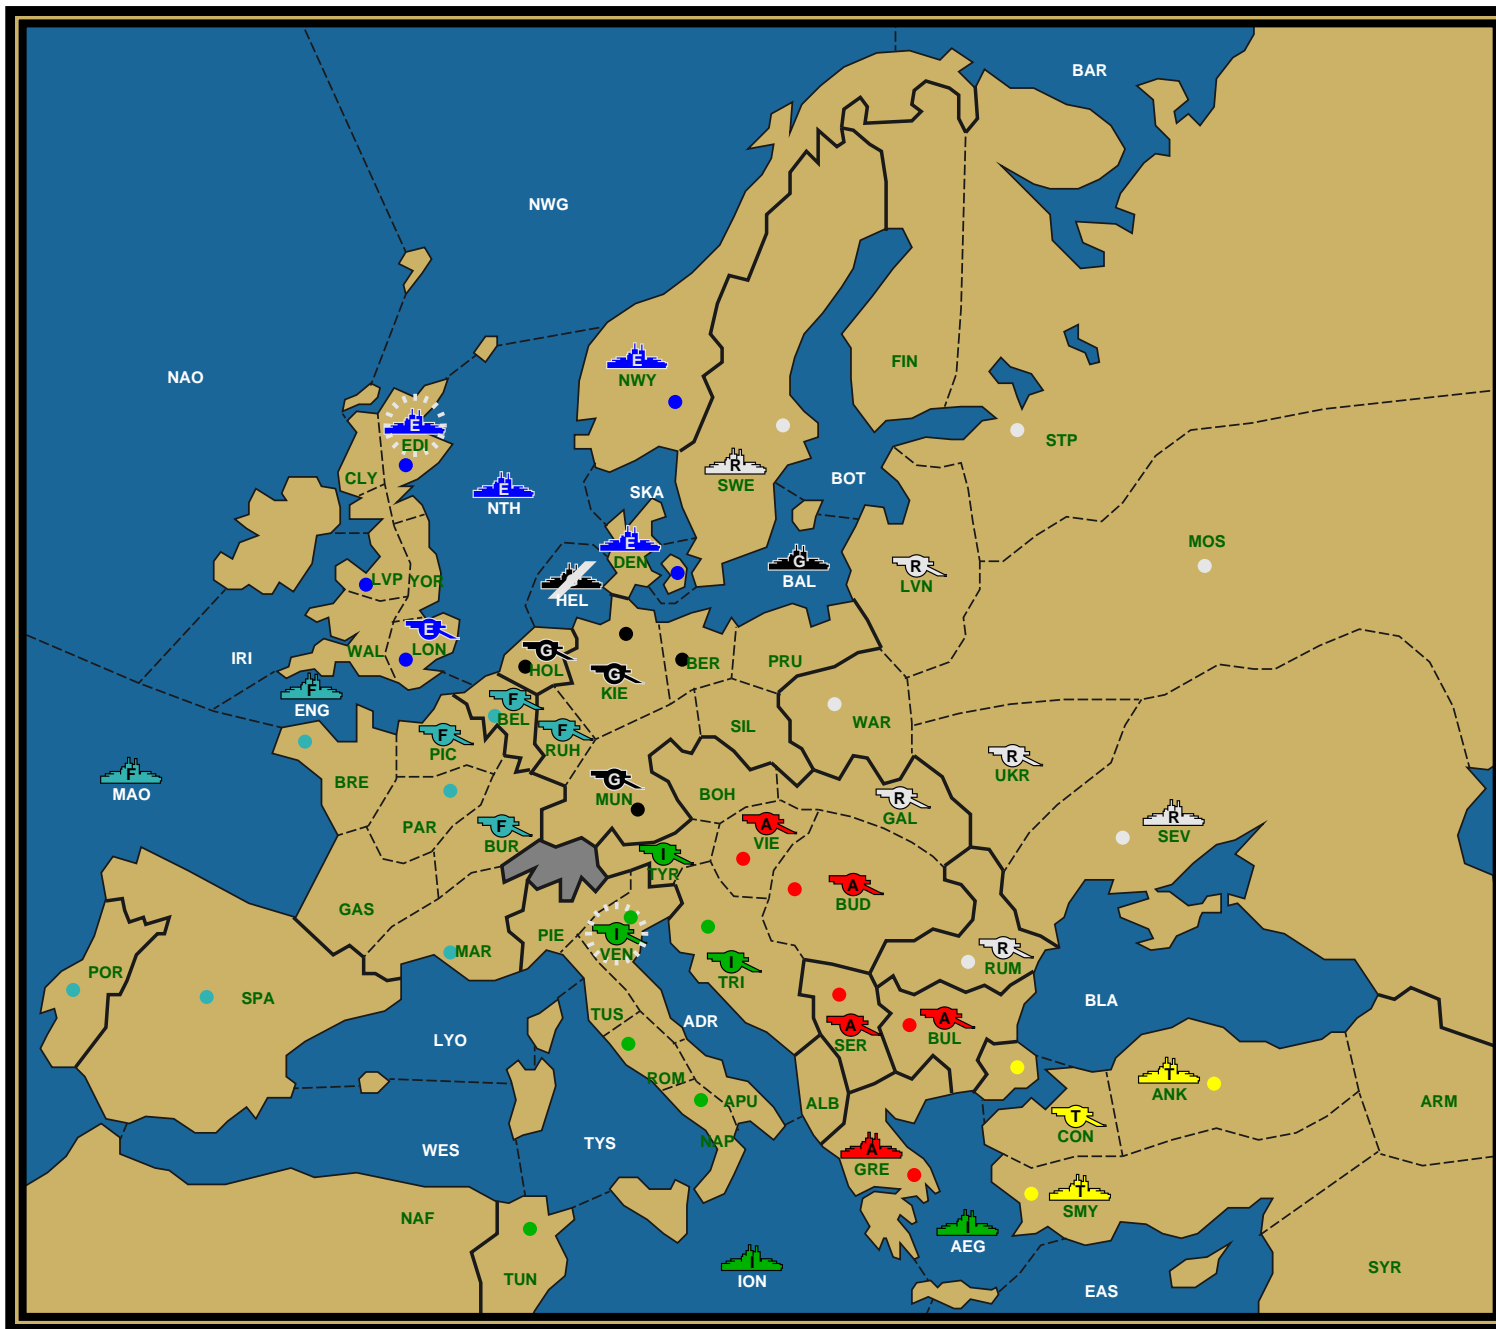 BAR
NWG
E
NWY
FIN
NAO
E
EDI
STP
CLY
E
NTH
SKA
R
SWE
BOT
E
DEN
G
BAL
R
LVN
MOS
G
HEL
LVP
YOR
E
LON
WAL
IRI
G
HOL
G
KIE
BER
PRU
F
ENG
F
BEL
F
PIC
F
RUH
SIL
WAR
R
UKR
F
MAO
BRE
G
MUN
BOH
R
GAL
R
SEV
PAR
F
BUR
A
VIE
I
TYR
A
BUD
GAS
PIE
I
VEN
MAR
R
RUM
POR
SPA
I
TRI
BLA
TUS
ADR
A
SER
A
BUL
LYO
ROM
APU
ALB
T
ANK
ARM
T
CON
NAP
WES
TYS
A
GRE
T
SMY
NAF
I
AEG
TUN
I
ION
EAS
SYR